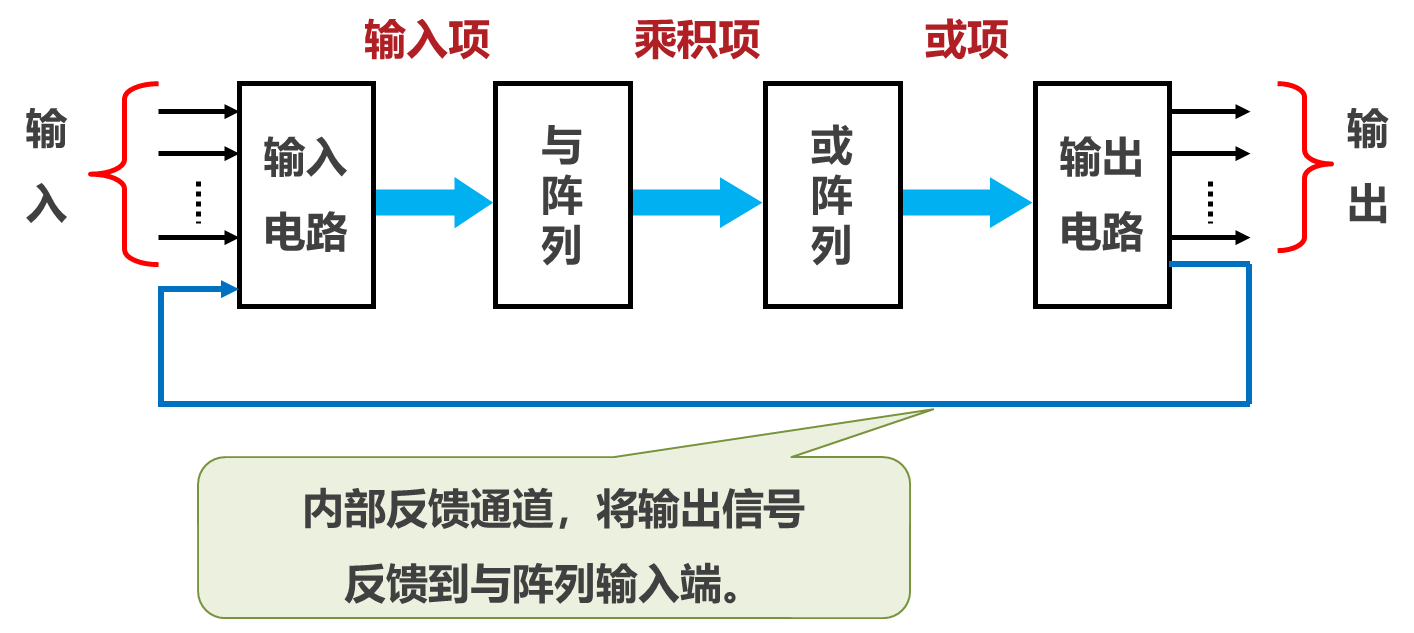 输入项
乘积项
或项
输
入
输入
电路
与
阵
列
或
阵
列
输出
电路
输
出
内部反馈通道，将输出信号
反馈到与阵列输入端。